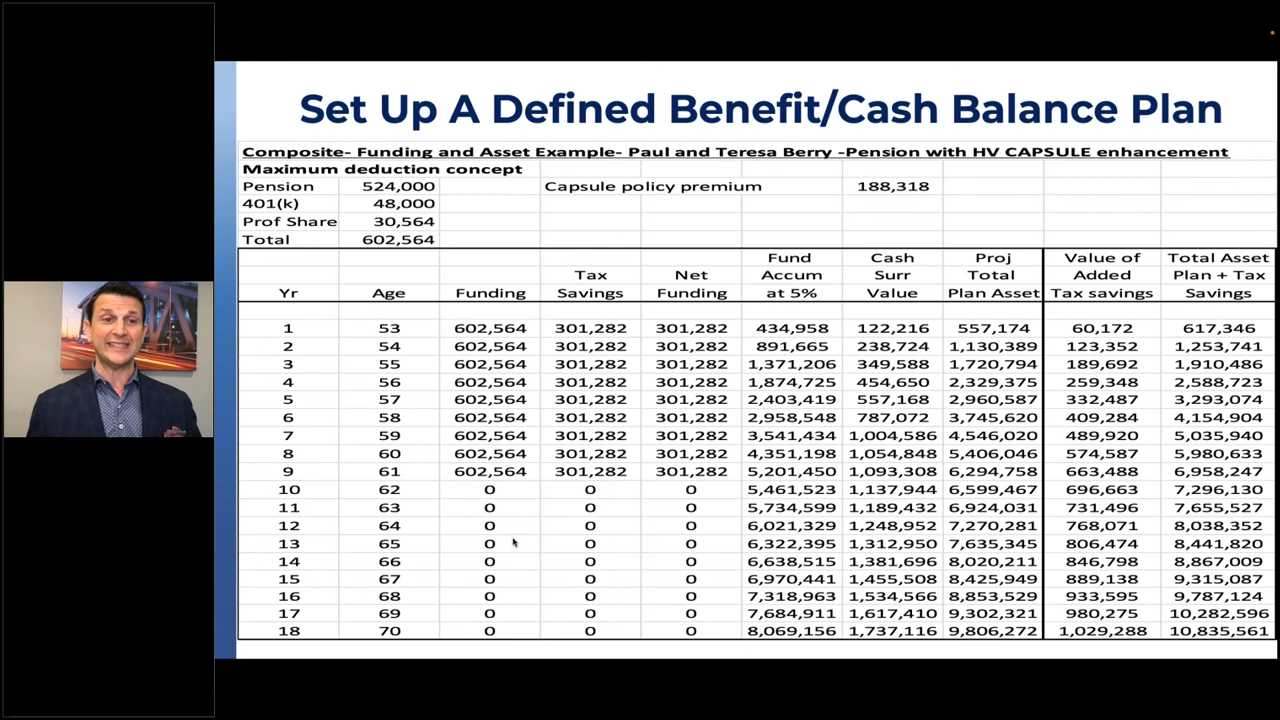 Set Up A Defined Benefit/Cash Balance Plan
Composite- Funding and Asset Example- Paul and Teresa Berry -Pension with HV CAPSULE enhancement
Maximum deduction concept
Pension 524,000 Capsule policy premium 188,318
401(k) 48,000
Prof Share 30,564
Total 602,564
Fund Cash Proj Value of Total Asset
Tax Net Accum Surr Total Added Plan + Tax
Yr Age Funding Savings Funding at 5% Value Plan Asset Tax savings Savings
1 53 602,564 301,282 301,282 434,958 122,216 557,174 60,172 617,346
2 54 602,564 301,282 301,282 891,665 238,724 1,130,389 123,352 1,253,741
3 55 602,564 301,282 301,282 1,371,206 349,588 1,720,794 189,692 1,910,486
4 56 602,564 301,282 301,282 1,874,725 454,650 2,329,375 259,348 2,588,723
5 57 602,564 301,282 301,282 2,403,419 557,168 2,960,587 332,487 3,293,074
6 58 602,564 301,282 301,282 2,958,548 787,072 3,745,620 409,284 4,154,904
7 59 602,564 301,282 301,282 3,541,434 1,004,586 4,546,020 489,920 5,035,940
8 60 602,564 301,282 301,282 4,351,198 1,054,848 5,406,046 574,587 5,980,633
9 61 602,564 301,282 301,282 5,201,450 1,093,308 6,294,758 663,488 6,958,247
10 62 0 0 0 5,461,523 1,137,944 6,599,467 696,663 7,296,130
11 63 0 0 0 5,734,599 1,189,432 6,924,031 731,496 7,655,527
12 64 0 0 0 6,021,329 1,248,952 7,270,281 768,071 8,038,352
13 65 0 0 0 6,322,395 1,312,950 7,635,345 806,474 8,441,820
14 66 0 0 0 6,638,515 1,381,696 8,020,211 846,798 8,867,009
15 67 0 0 0 6,970,441 1,455,508 8,425,949 889,138 9,315,087
16 68 0 0 0 7,318,963 1,534,566 8,853,529 933,595 9,787,124
17 69 0 0 0 7,684,911 1,617,410 9,302,321 980,275 10,282,596
18 70 0 0 0 8,069,156 1,737,116 9,806,272 1,029,288 10,835,561